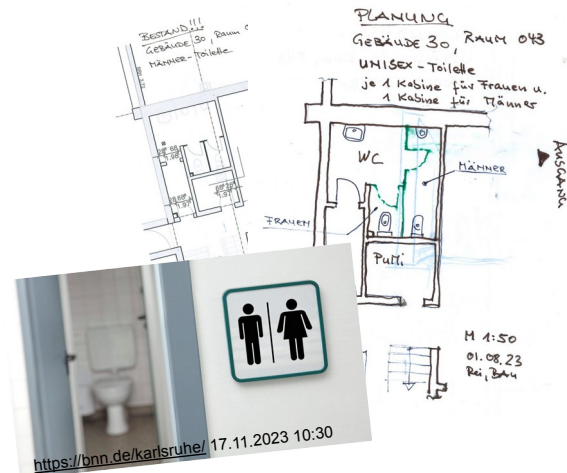 BESTAND!!!
GEBÄUDE 30, Raum
MÄNNER-Toilette
PLANUNG
GEBÄUDE 30, RAUM 043
UNISEX-Toilette
je 1 Kabine für Frauen u.
1 Kabine für Männer
AUSGANG
WC
MÄNNER
FRAUEN
PuMi
M 1:50
01.08.23
Rei, BAu
https://bnn.de/karlsruhe/ 17.11.2023 10:30